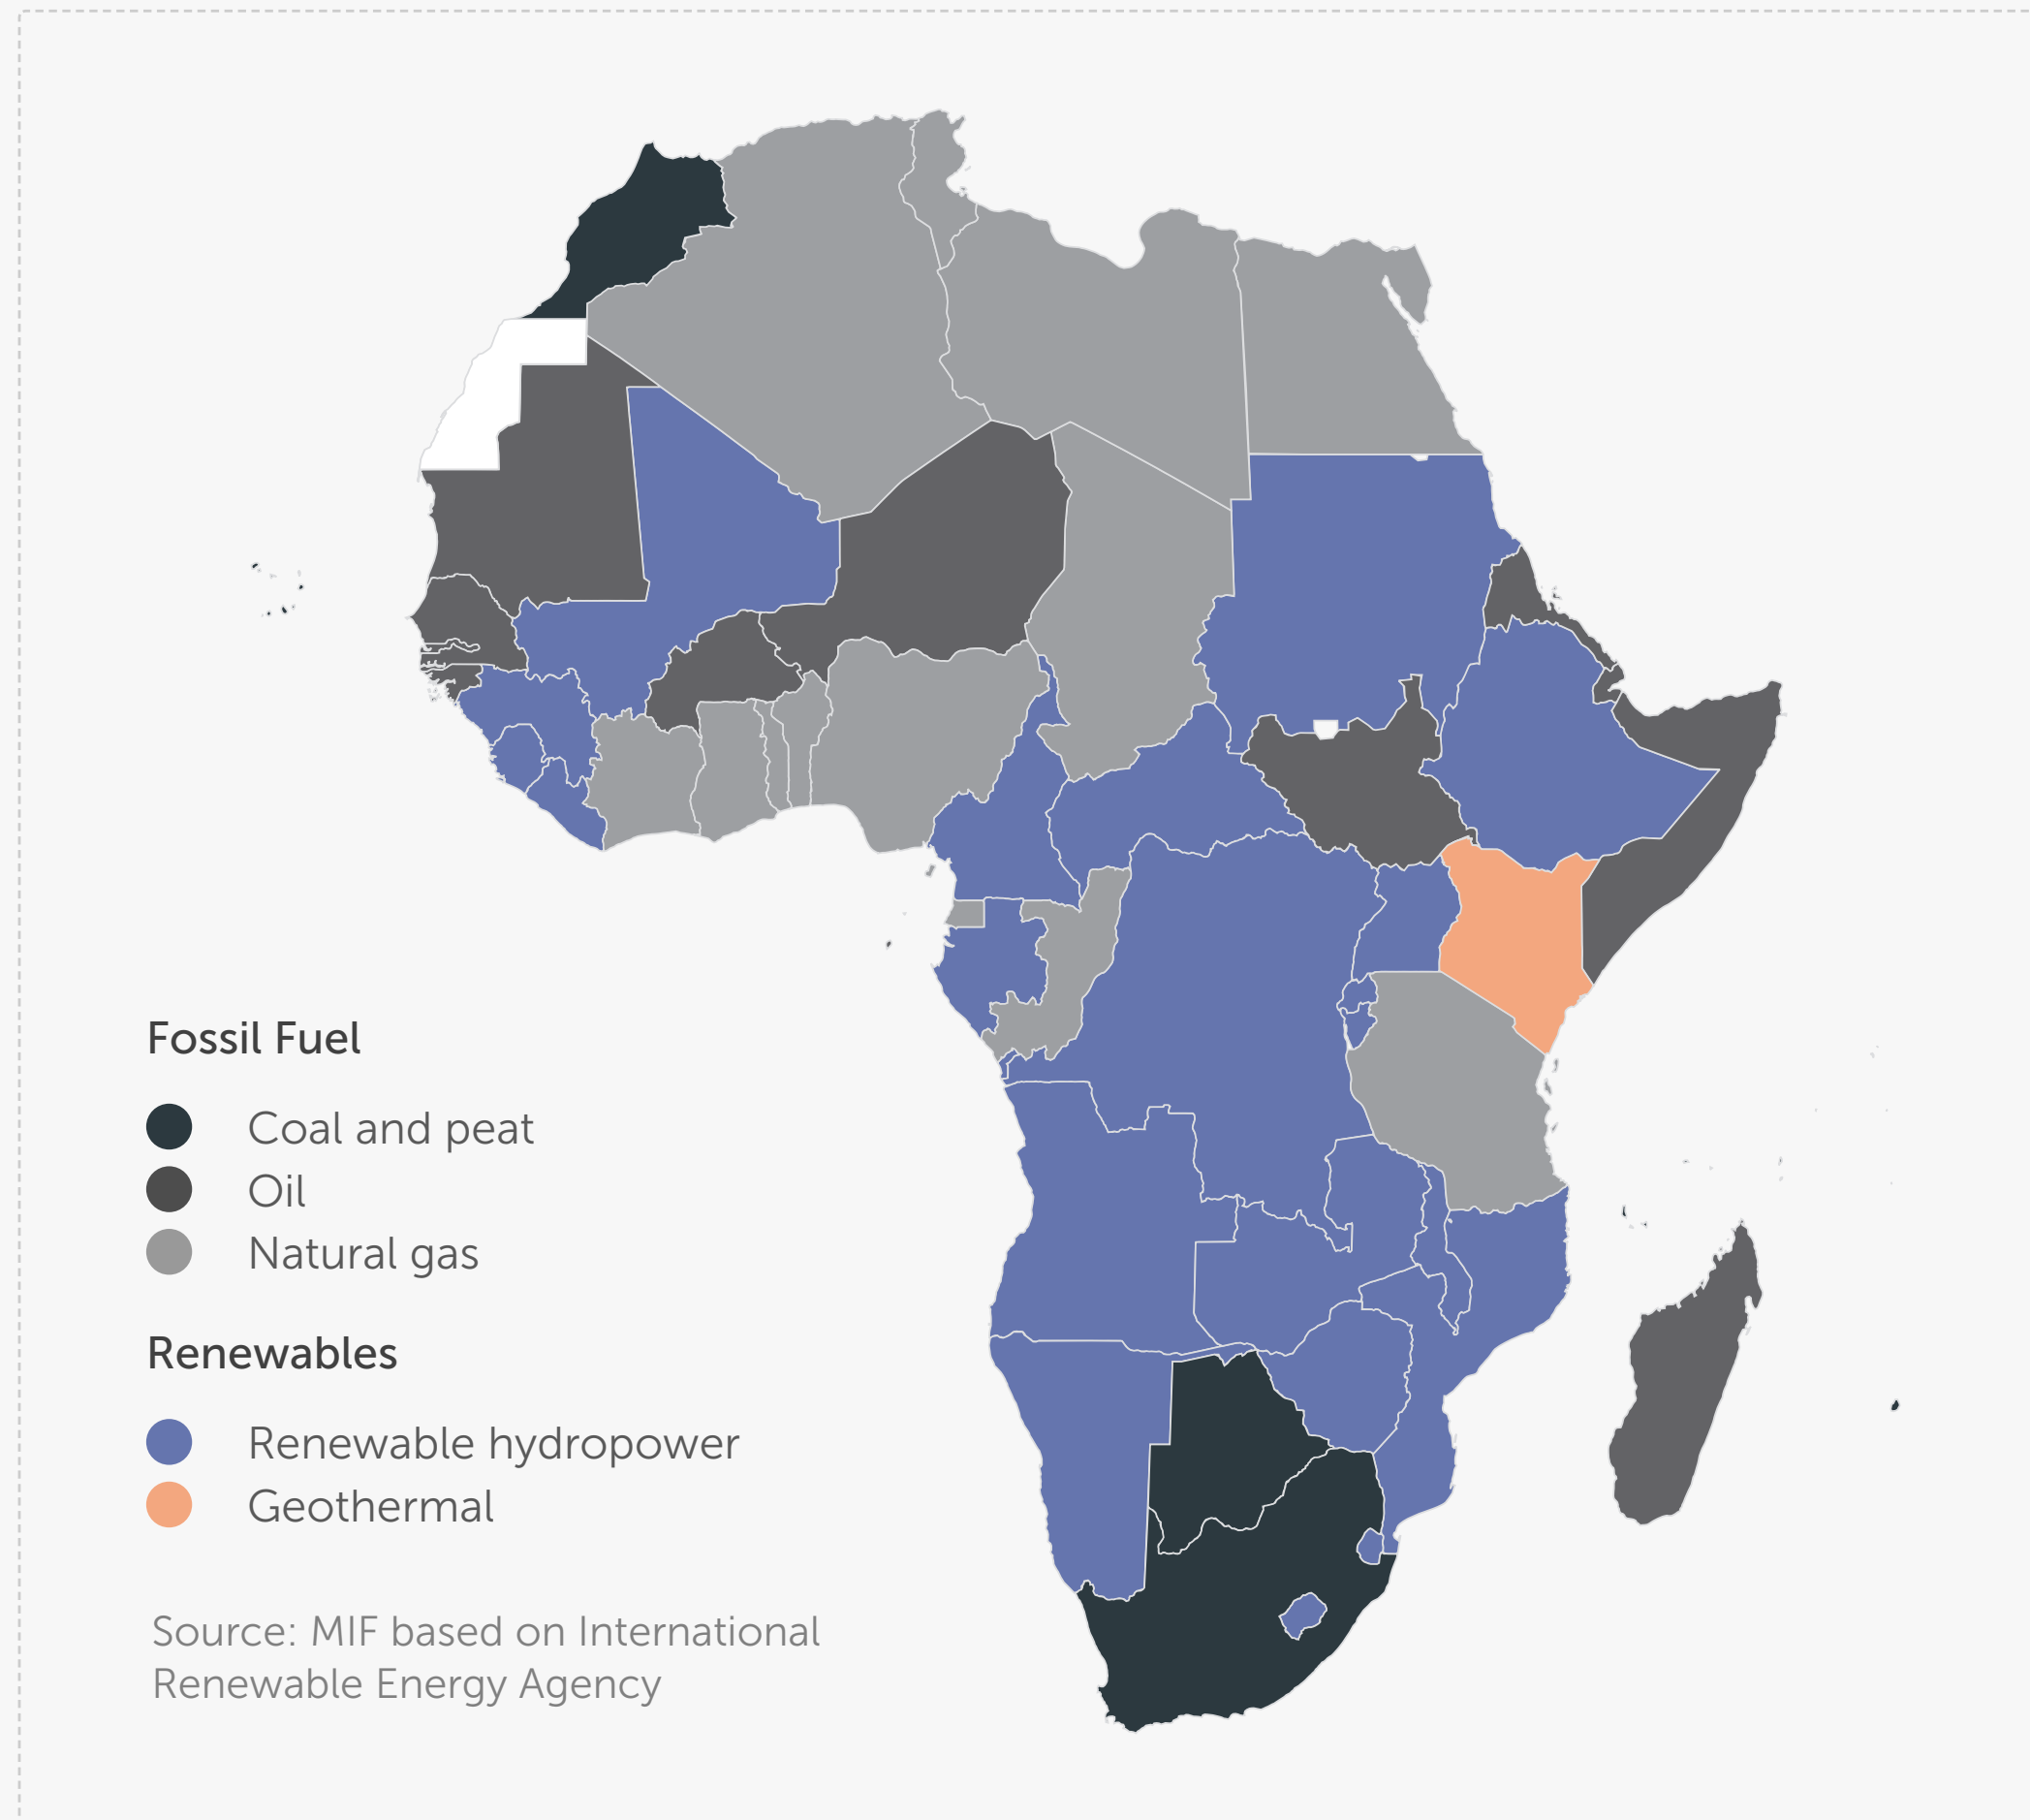 Fossil Fuel
Coal and peat
Oil
Natural gas
Renewables
Renewable hydropower
Geothermal
Source: MIF based on International
Renewable Energy Agency